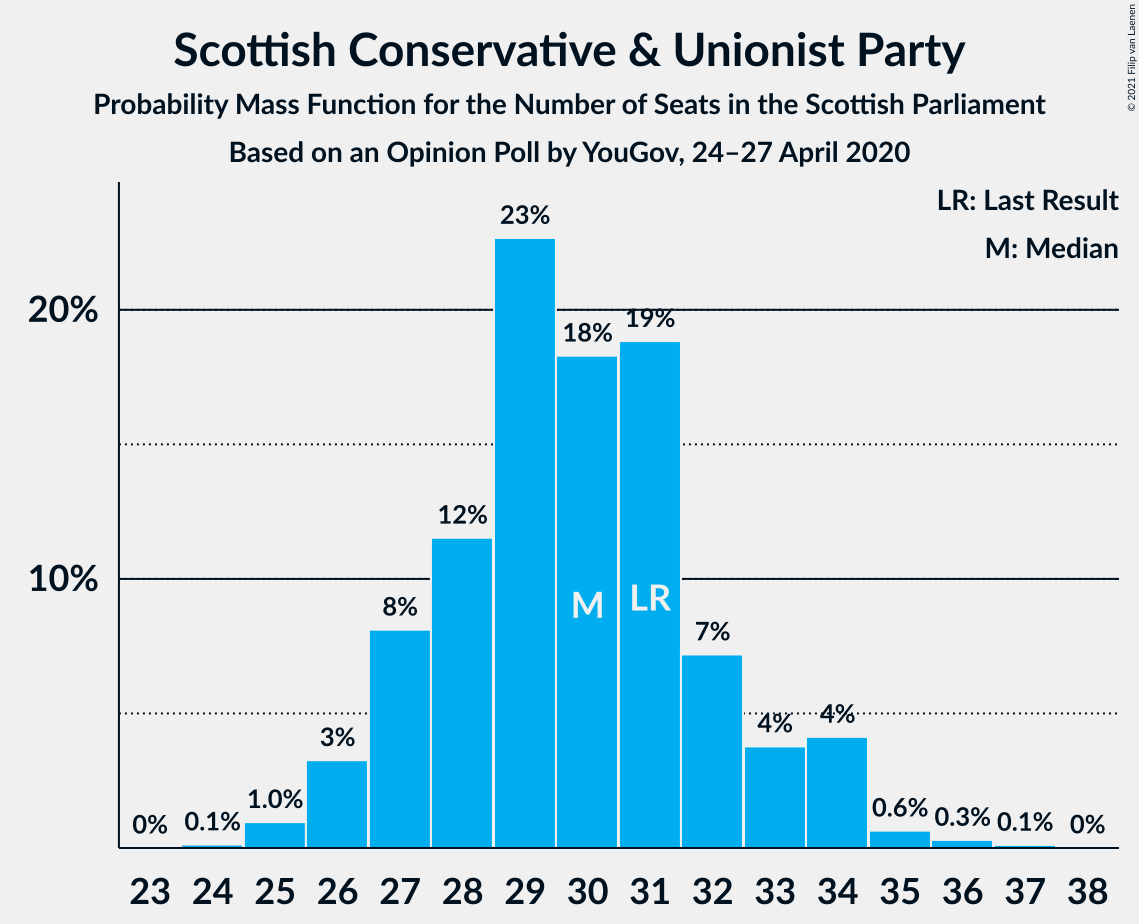 Scottish Conservative & Unionist Party
Probability Mass Function for the Number of Seats in the Scottish Parliament
Based on an Opinion Poll by YouGov, 24–27 April 2020
© 2021 Filip van Laenen
LR: Last Result
M: Median
20%
10%
0%
0.1%
1.0%
3%
8%
12%
23%
18%
19%
7%
4%
4%
0.6%
0.3%
0.1%
0%
M
LR
23 24 25 26 27 28 29 30 31 32 33 34 35 36 37 38